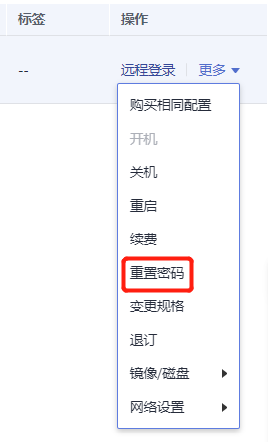 标签 操作
-- 远程登录 更多
购买相同配置
开机
关机
重启
续费
重置密码
变更规格
退订
镜像/磁盘
网络设置